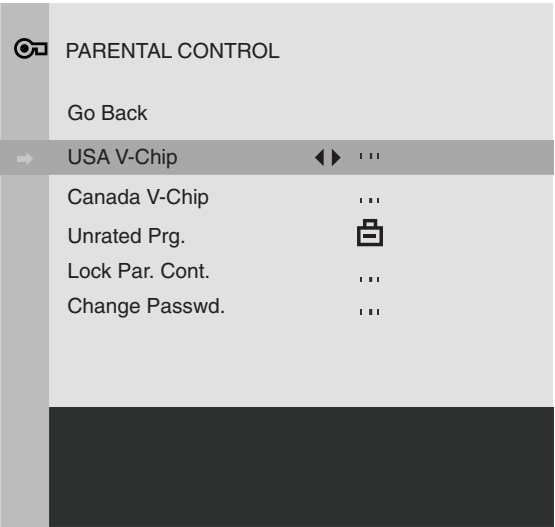 PARENTAL CONTROL
Go Back
USA V-Chip
Canada V-Chip
Unrated Prg.
Lock Par. Cont.
Change Passwd.